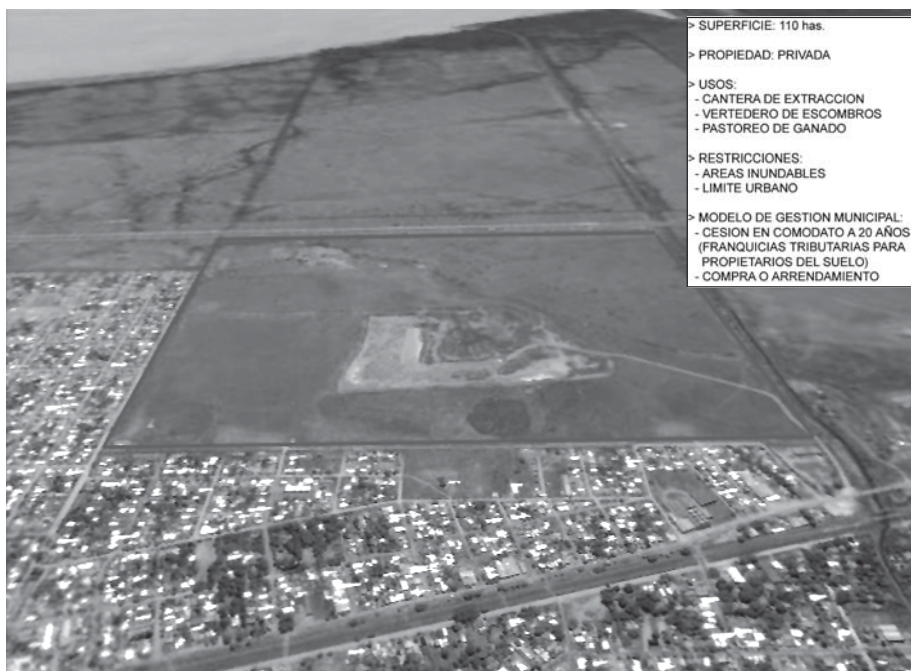 > SUPERFICIE: 110 has.
> PROPIEDAD: PRIVADA
> USOS:
- CANTERA DE EXTRACCION
- VERTEDERO DE ESCOMBROS
- PASTOREO DE GANADO
> RESTRICCIONES:
- AREAS INUNDABLES
- LIMITE URBANO
> MODELO DE GESTION MUNICIPAL:
- CESION EN COMODATO A 20 AÑOS
(FRANQUICIAS TRIBUTARIAS PARA
PROPIETARIOS DEL SUELO)
- COMPRA O ARRENDAMIENTO